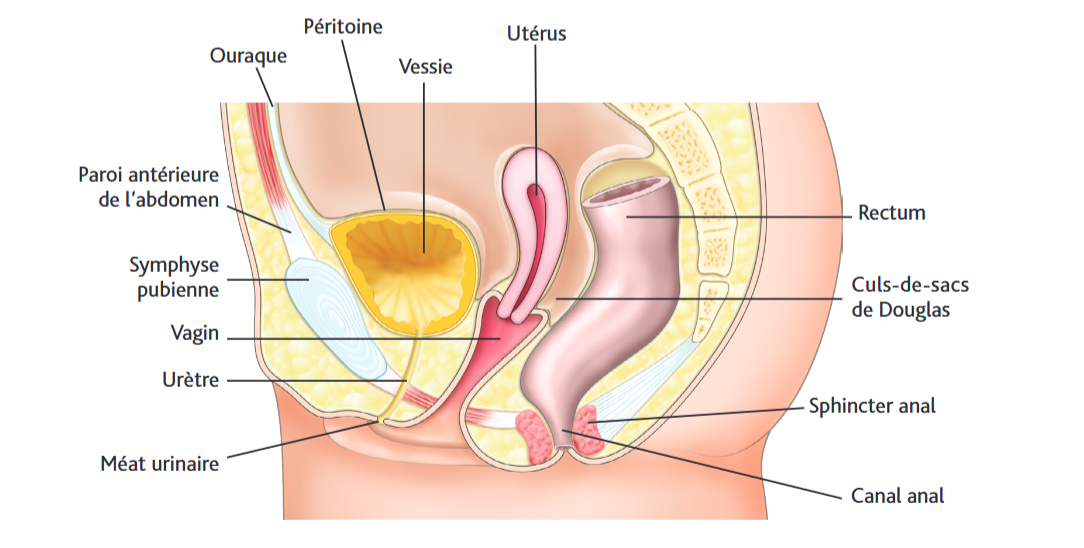 Péritoine
Utérus
Ouraque
Vessie
Paroi antérieure
de l'abdomen
Rectum
Symphyse
pubienne
Culs-de-sacs
de Douglas
Vagin
Urètre
Sphincter anal
Méat urinaire
Canal anal